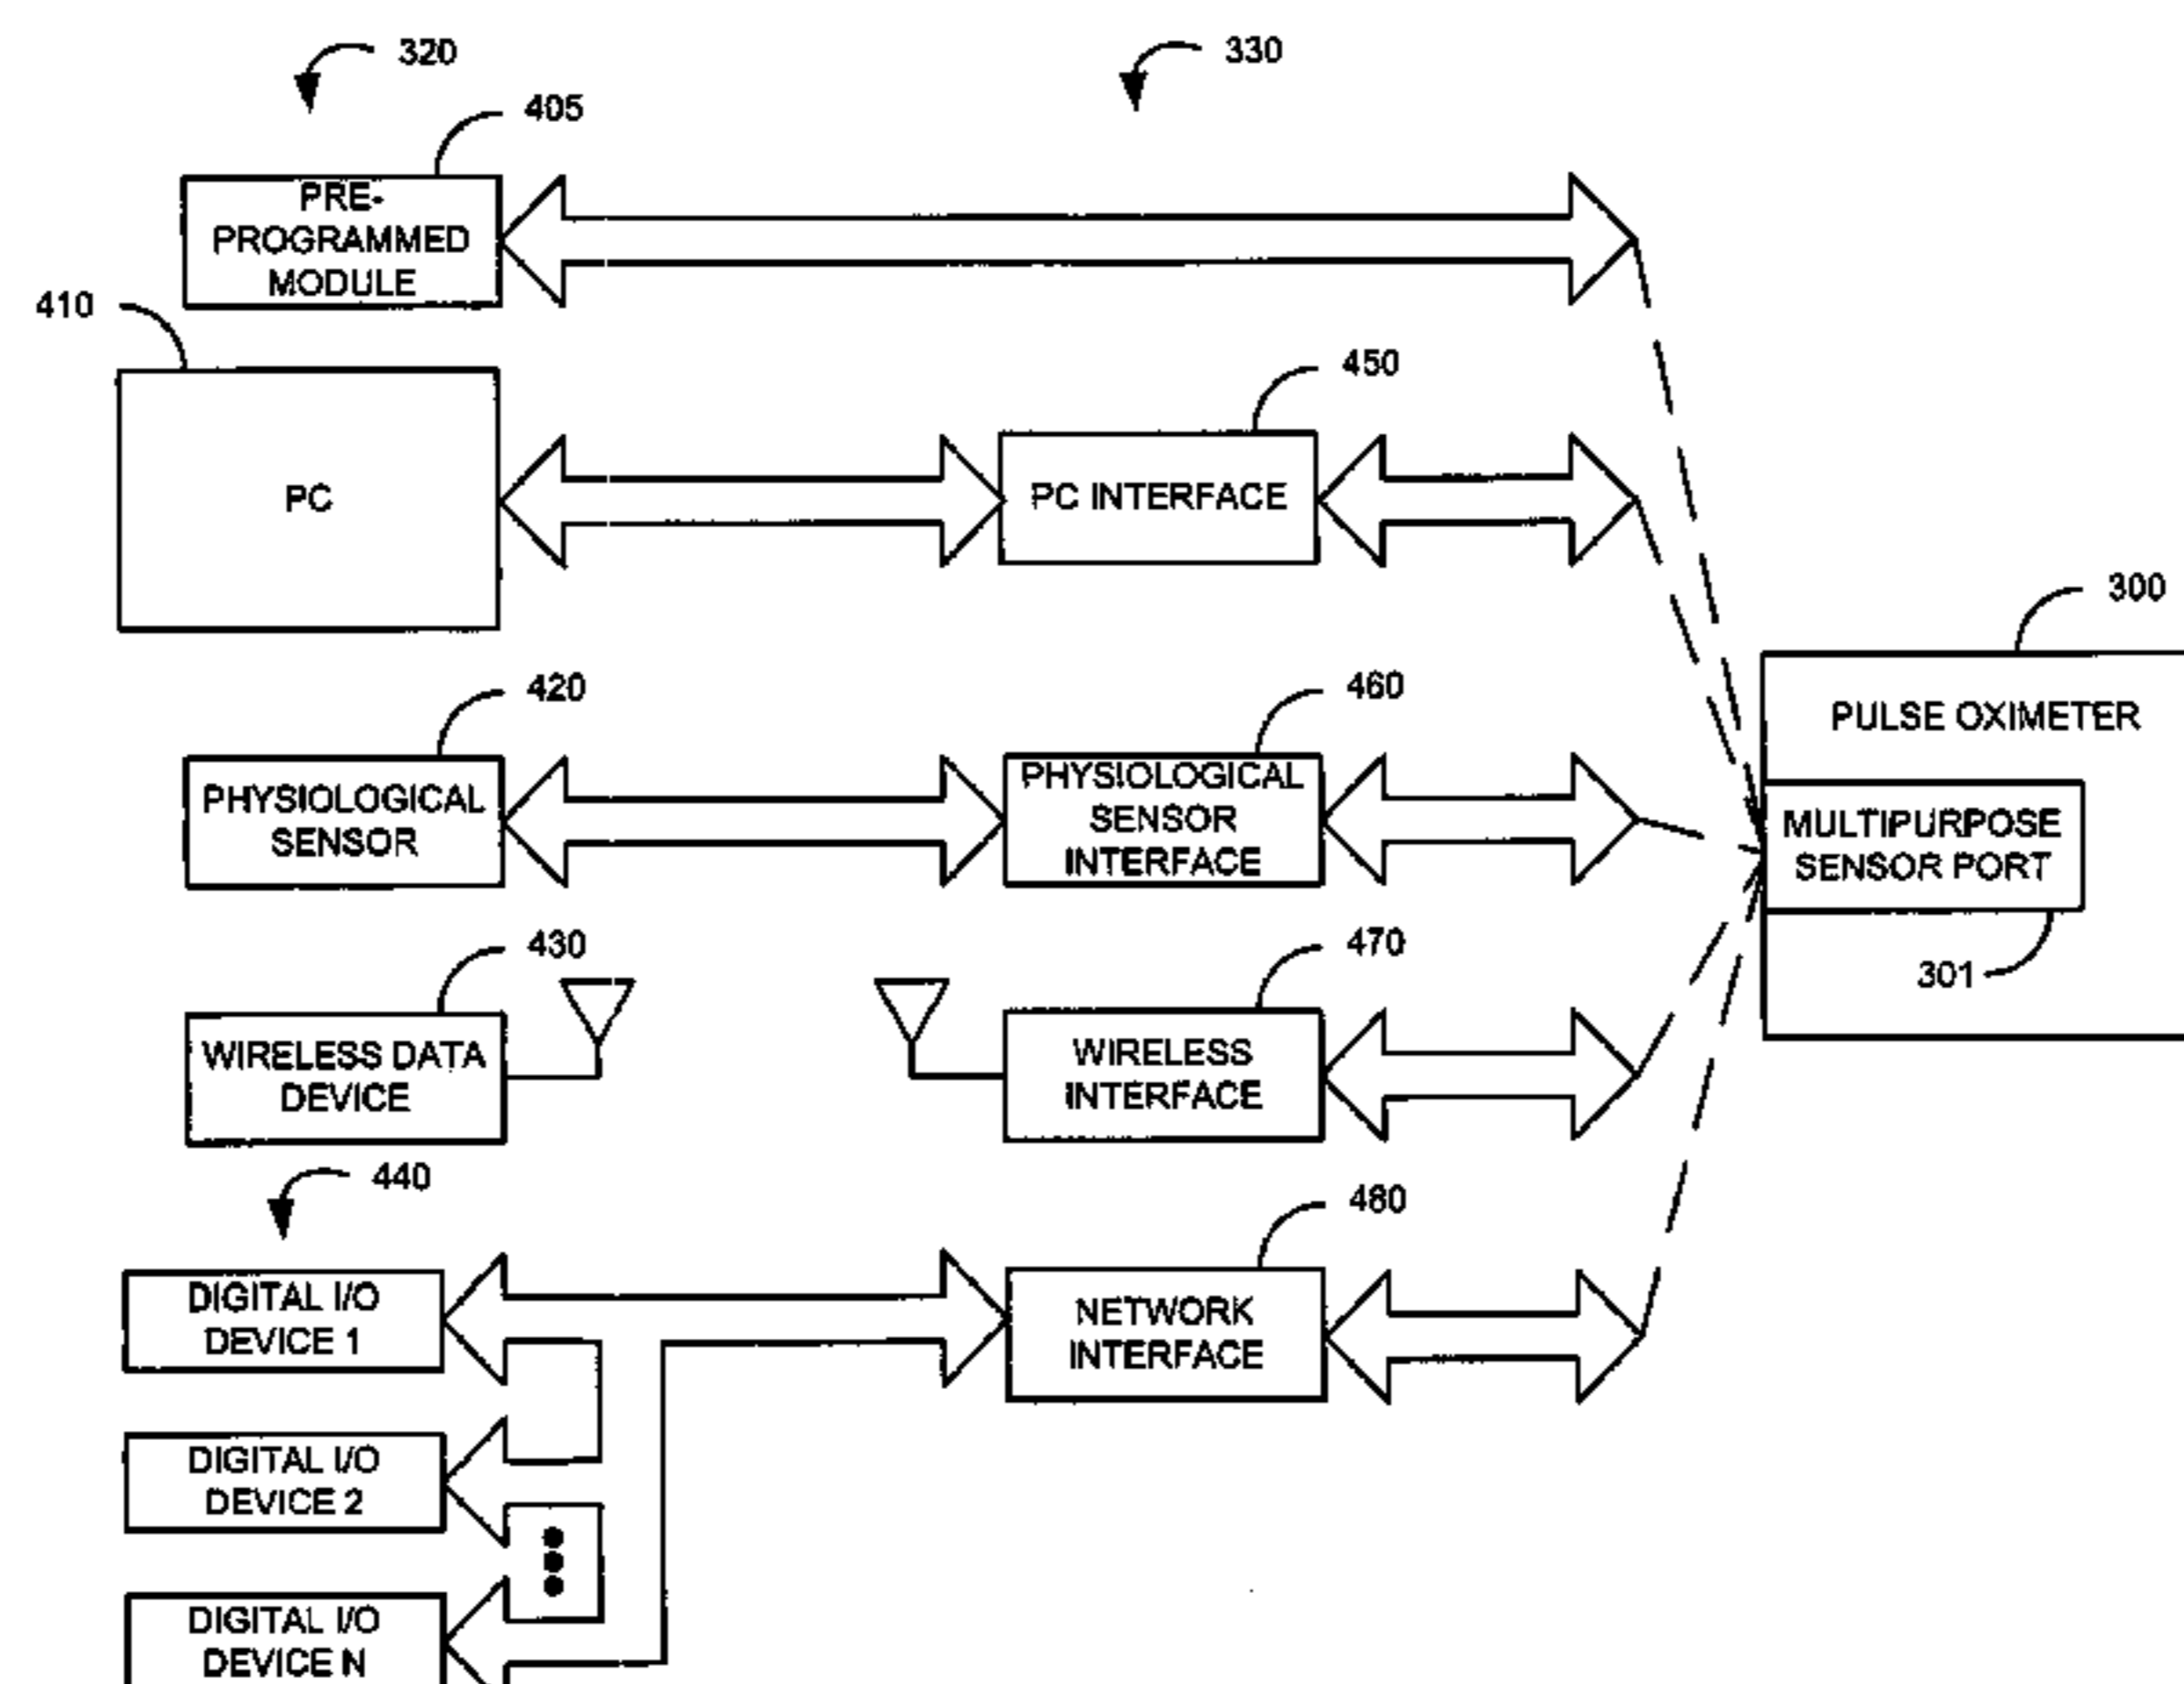 320
330
405
PRE-
PROGRAMMED
MODULE
410
450
PC
PC INTERFACE
300
420
460
PULSE OXIMETER
PHYSIOLOGICAL
SENSOR
PHYSIOLOGICAL
SENSOR
INTERFACE
MULTIPURPOSE
SENSOR PORT
430
470
301
WIRELESS DATA
DEVICE
WIRELESS
INTERFACE
440
480
DIGITAL I/O
DEVICE 1
NETWORK
INTERFACE
DIGITAL I/O
DEVICE 2
DIGITAL I/O
DEVICE N